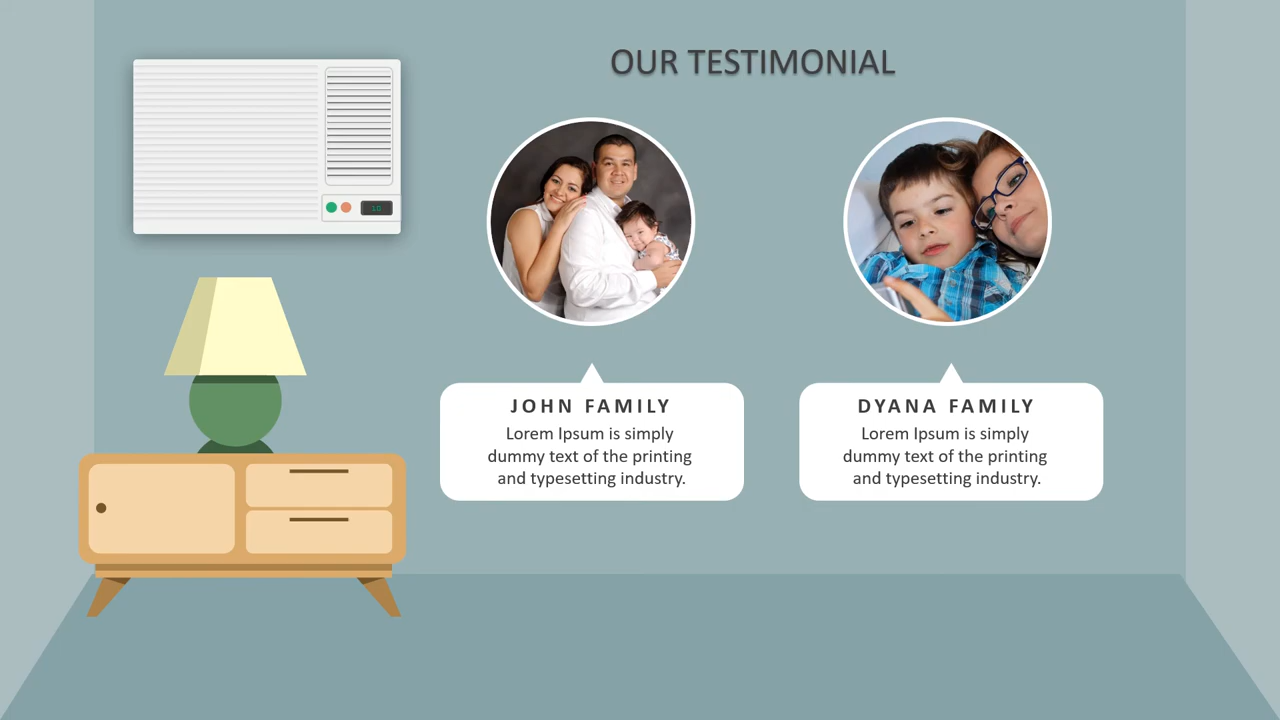 OUR TESTIMONIAL
10
JOHN FAMILY
Lorem Ipsum is simply
dummy text of the printing
and typesetting industry.
DYANA FAMILY
Lorem Ipsum is simply
dummy text of the printing
and typesetting industry.